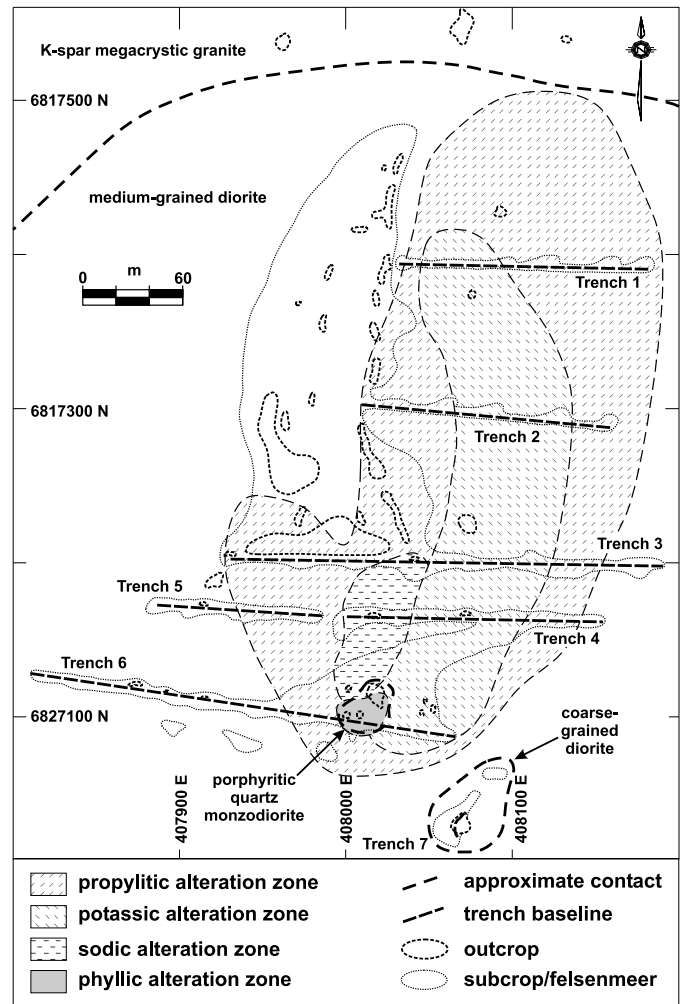 K-spar megacrystic granite
N
6817500 N
medium-grained diorite
0 m 60
Trench 1
6817300 N
Trench 2
Trench 3
Trench 5
Trench 4
Trench 6
6827100 N
coarse-
grained
diorite
porphyritic
quartz
monzodiorite
407900 E
408000 E
408100 E
Trench 7
propylitic alteration zone
approximate contact
potassic alteration zone
trench baseline
sodic alteration zone
outcrop
phyllic alteration zone
subcrop/felsenmeer